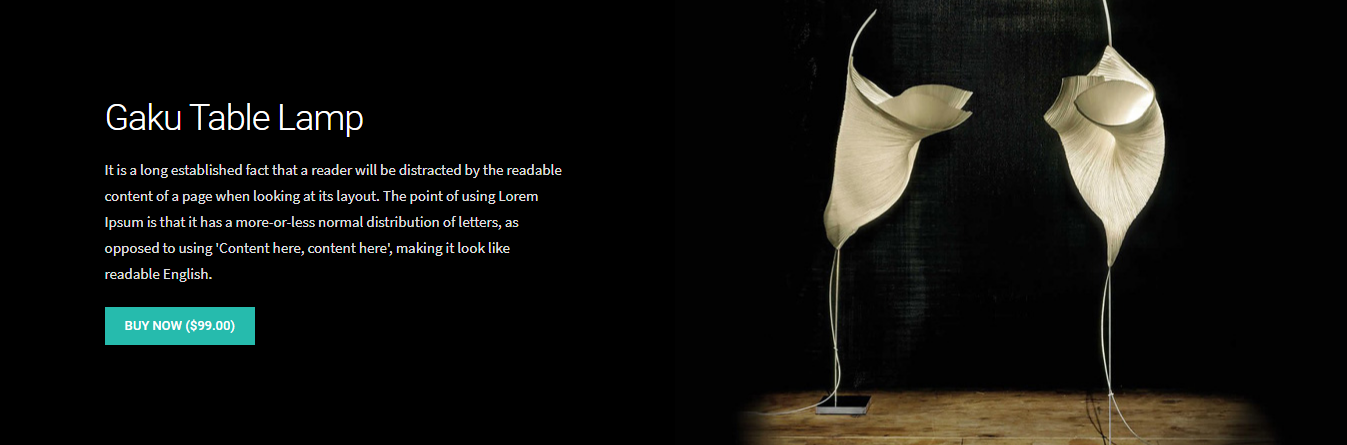 Gaku Table Lamp
It is a long established fact that a reader will be distracted by the readable
content of a page when looking at its layout. The point of using Lorem
Ipsum is that it has a more-or-less normal distribution of letters, as
opposed to using 'Content here, content here', making it look like
readable English.
BUY NOW ($99.00)